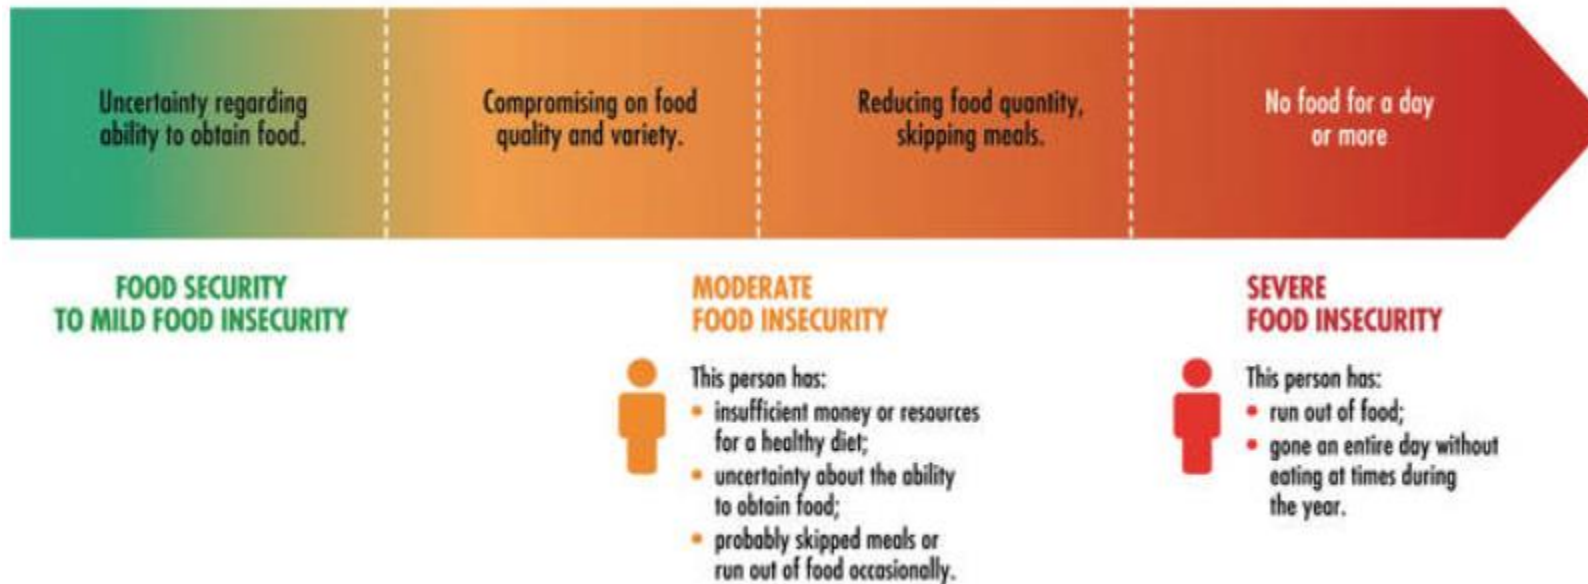 Uncertainty regarding
ability to obtain food.
Compromising on food
quality and variety.
Reducing food quantity,
skipping meals.
No food for a day
or more
FOOD SECURITY
TO MILD FOOD INSECURITY
MODERATE
FOOD INSECURITY
This person has:
• insufficient money or resources
for a healthy diet;
• uncertainty about the ability
to obtain food;
• probably skipped meals or
run out of food occasionally.
SEVERE
FOOD INSECURITY
This person has:
• run out of food;
• gone an entire day without
eating at times during
the year.